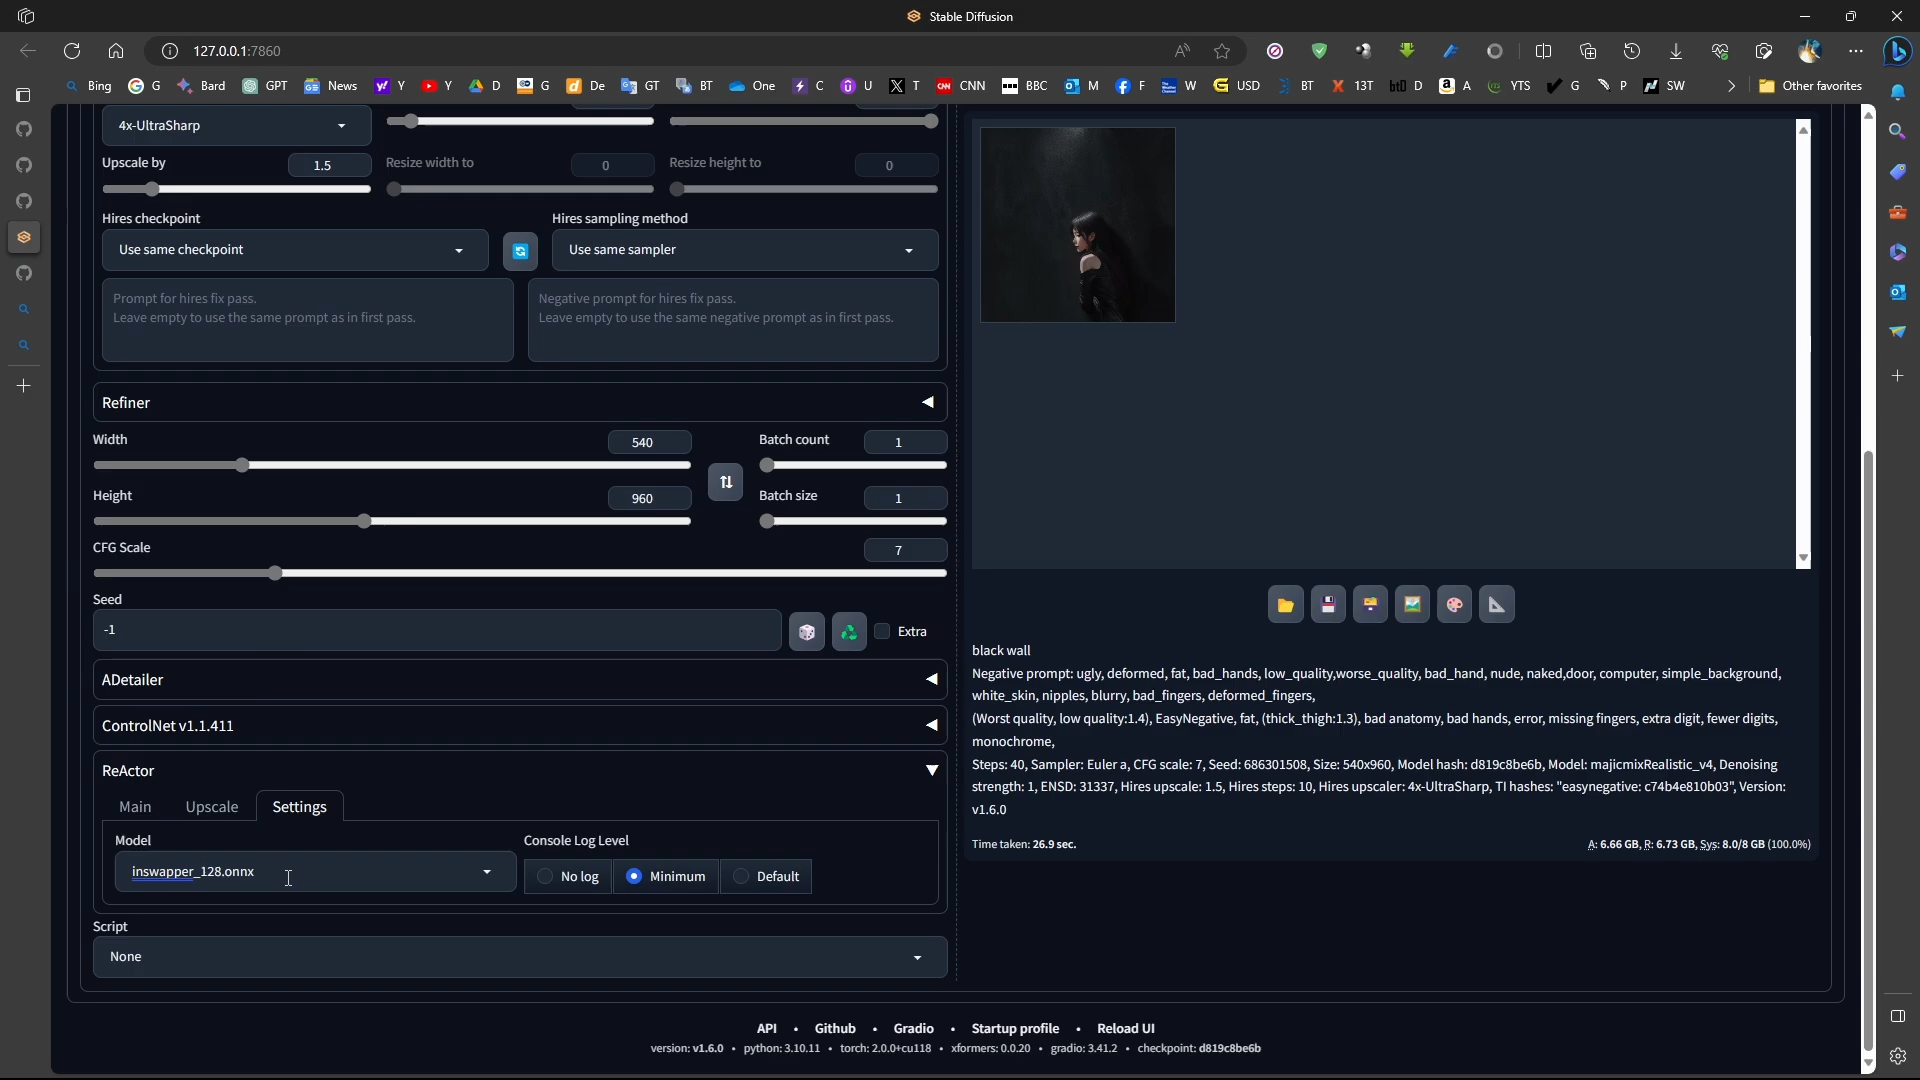 Stable Diffusion
127.0.0.1:7860
Bing G Bard GPT News Y Y D G De GT BT One C U T CNN BBC M F W USD BT 13T D A YTS G P SW Other favorites
4x-UltraSharp
Upscale by 1.5 Resize width to 0 Resize height to 0
Hires checkpoint Hires sampling method
Use same checkpoint Use same sampler
Prompt for hires fix pass.
Leave empty to use the same prompt as in first pass.
Negative prompt for hires fix pass.
Leave empty to use the same negative prompt as in first pass.
Refiner
Width 540 Batch count 1
Height 960 Batch size 1
CFG Scale 7
Seed
-1 Extra
ADetailer
ControlNet v1.1.411
ReActor
Main Upscale Settings
Model Console Log Level
inswapper_128.onnx No log Minimum Default
Script
None
black wall
Negative prompt: ugly, deformed, fat, bad_hands, low_quality,worse_quality, bad_hand, nude, naked,door, computer, simple_background,
white_skin, nipples, blurry, bad_fingers, deformed_fingers,
(Worst quality, low quality:1.4), EasyNegative, fat, (thick_thigh:1.3), bad anatomy, bad hands, error, missing fingers, extra digit, fewer digits,
monochrome,
Steps: 40, Sampler: Euler a, CFG scale: 7, Seed: 686301508, Size: 540x960, Model hash: d819c8be6b, Model: majicmixRealistic_v4, Denoising
strength: 1, ENSD: 31337, Hires upscale: 1.5, Hires steps: 10, Hires upscaler: 4x-UltraSharp, TI hashes: "easynegative: c74b4e810b03", Version:
v1.6.0
Time taken: 26.9 sec. A: 6.66 GB, R: 6.73 GB, Sys: 8.0/8 GB (100.0%)
API • Github • Gradio • Startup profile • Reload UI
version: v1.6.0 • python: 3.10.11 • torch: 2.0.0+cu118 • xformers: 0.0.20 • gradio: 3.41.2 • checkpoint: d819c8be6b